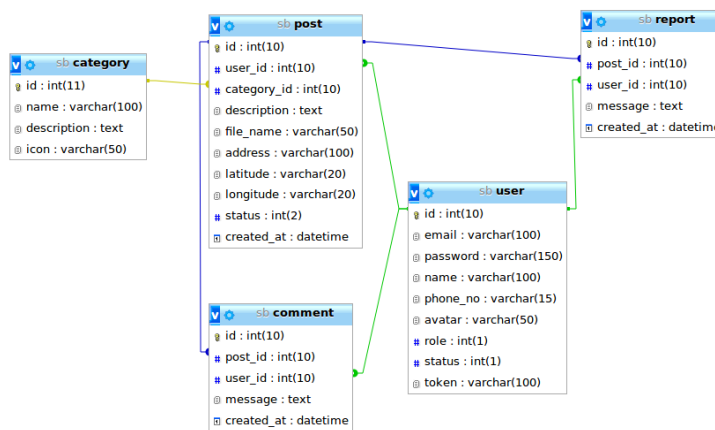 sb category
id : int(11)
name : varchar(100)
description : text
icon : varchar(50)
sb post
id : int(10)
user_id : int(10)
category_id : int(10)
description : text
file_name : varchar(50)
address : varchar(100)
latitude : varchar(20)
longitude : varchar(20)
status : int(2)
created_at : datetime
sb comment
id : int(10)
post_id : int(10)
user_id : int(10)
message : text
created_at : datetime
sb user
id : int(10)
email : varchar(100)
password : varchar(150)
name : varchar(100)
phone_no : varchar(15)
avatar : varchar(50)
role : int(1)
status : int(1)
token : varchar(100)
sb report
id : int(10)
post_id : int(10)
user_id : int(10)
message : text
created_at : datetime